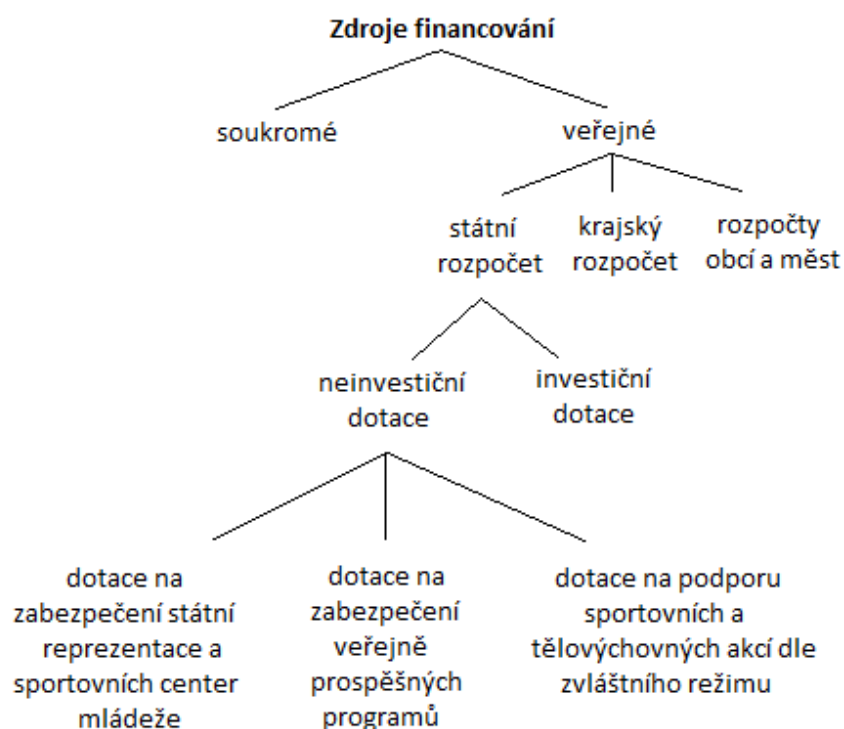 Zdroje financování
soukromé
veřejné
státní
rozpočet
krajský
rozpočet
rozpočty
obcí a měst
neinvestiční
dotace
investiční
dotace
dotace na
zabezpečení státní
reprezentace a
sportovních center
mládeže
dotace na
zabezpečení
veřejně
prospěšných
programů
dotace na podporu
sportovních a
tělovýchovných akcí dle
zvláštního režimu